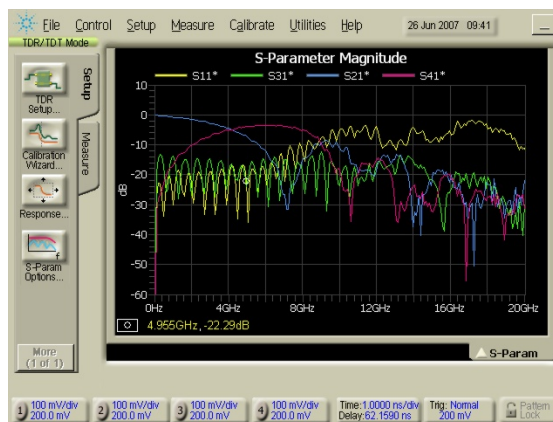 File Control Setup Measure Calibrate Utilities Help 26 Jun 2007 09:41
TDR/TDT Mode
TDR
Setup...
Calibration
Wizard...
Response...
S-Param
Options...
More
(1 of 1)
Setup
Measure
S-Parameter Magnitude
S11* S31* S21* S41*
dB
10
0
-10
-20
-30
-40
-50
-60
0Hz 4GHz 8GHz 12GHz 16GHz 20GHz
4.955GHz, -22.29dB
S-Param
1 100 mV/div 200.0 mV
2 100 mV/div 200.0 mV
3 100 mV/div 200.0 mV
4 100 mV/div 200.0 mV
Time:1.0000 ns/div
Delay:62.1590 ns
Trig: Normal
200 mV
Pattern
Lock